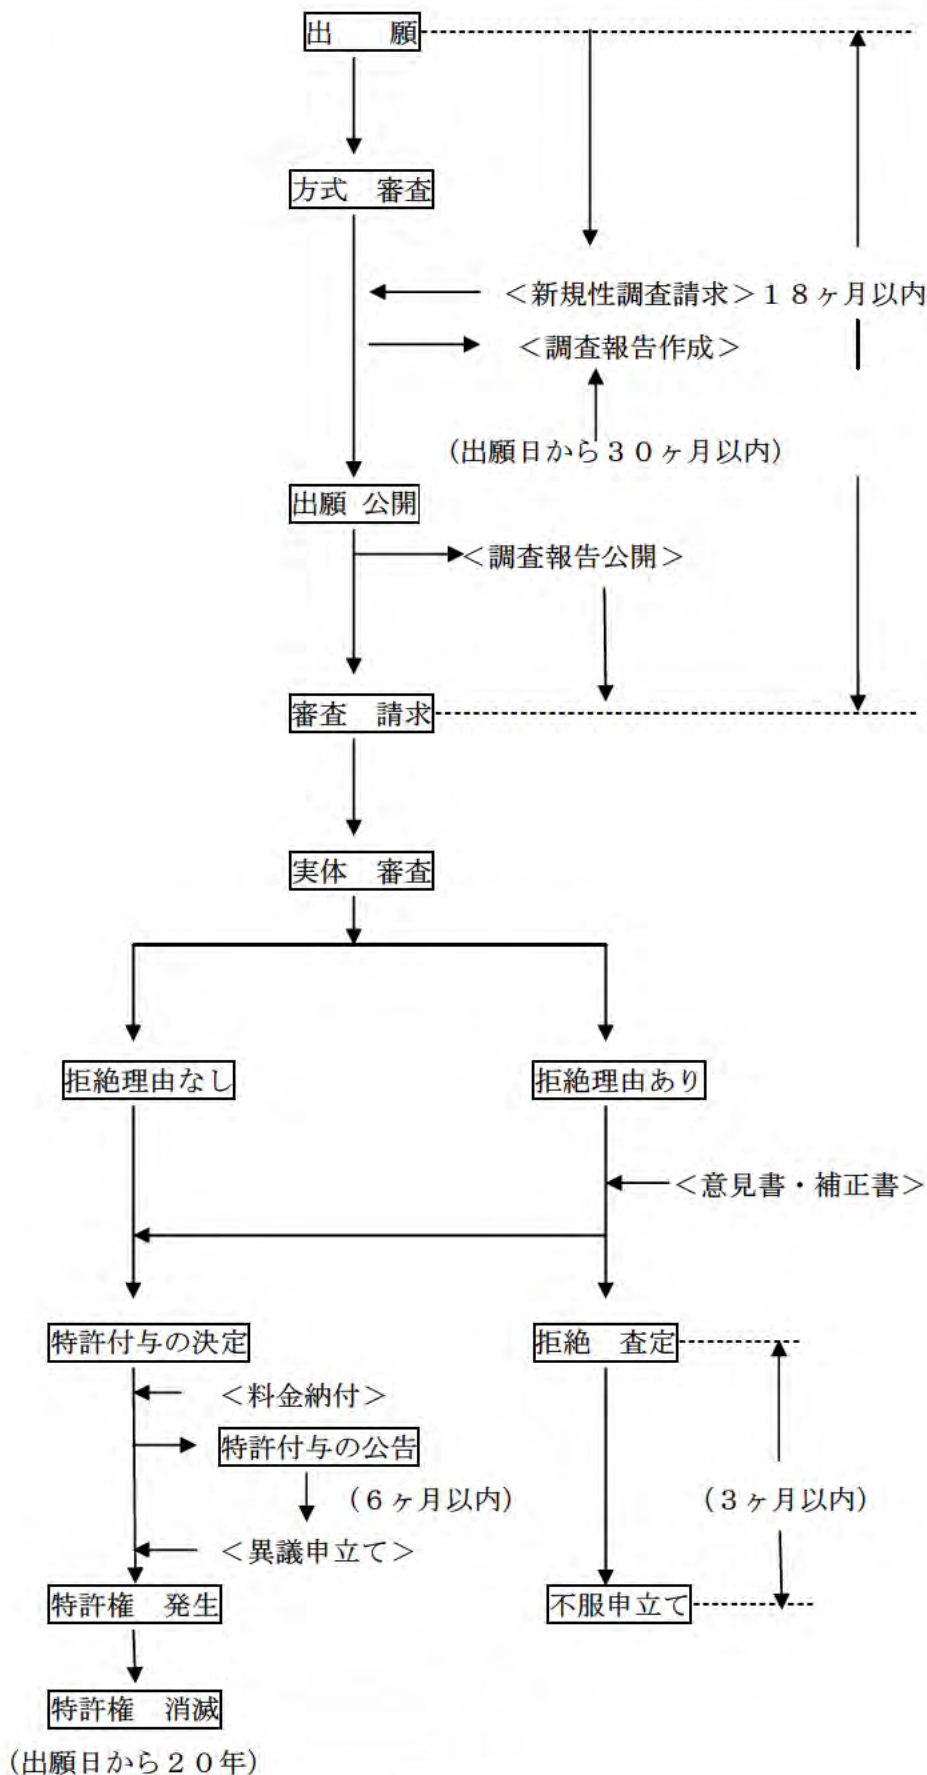 出　願
方式　審査
＜新規性調査請求＞１８ヶ月以内
＜調査報告作成＞
（出願日から３０ヶ月以内）
出願 公開
＜調査報告公開＞
審査　請求
実体　審査
拒絶理由なし
拒絶理由あり
＜意見書・補正書＞
特許付与の決定
拒絶　査定
＜料金納付＞
特許付与の公告
（６ヶ月以内）
（３ヶ月以内）
＜異議申立て＞
特許権　発生
不服申立て
特許権　消滅
（出願日から２０年）